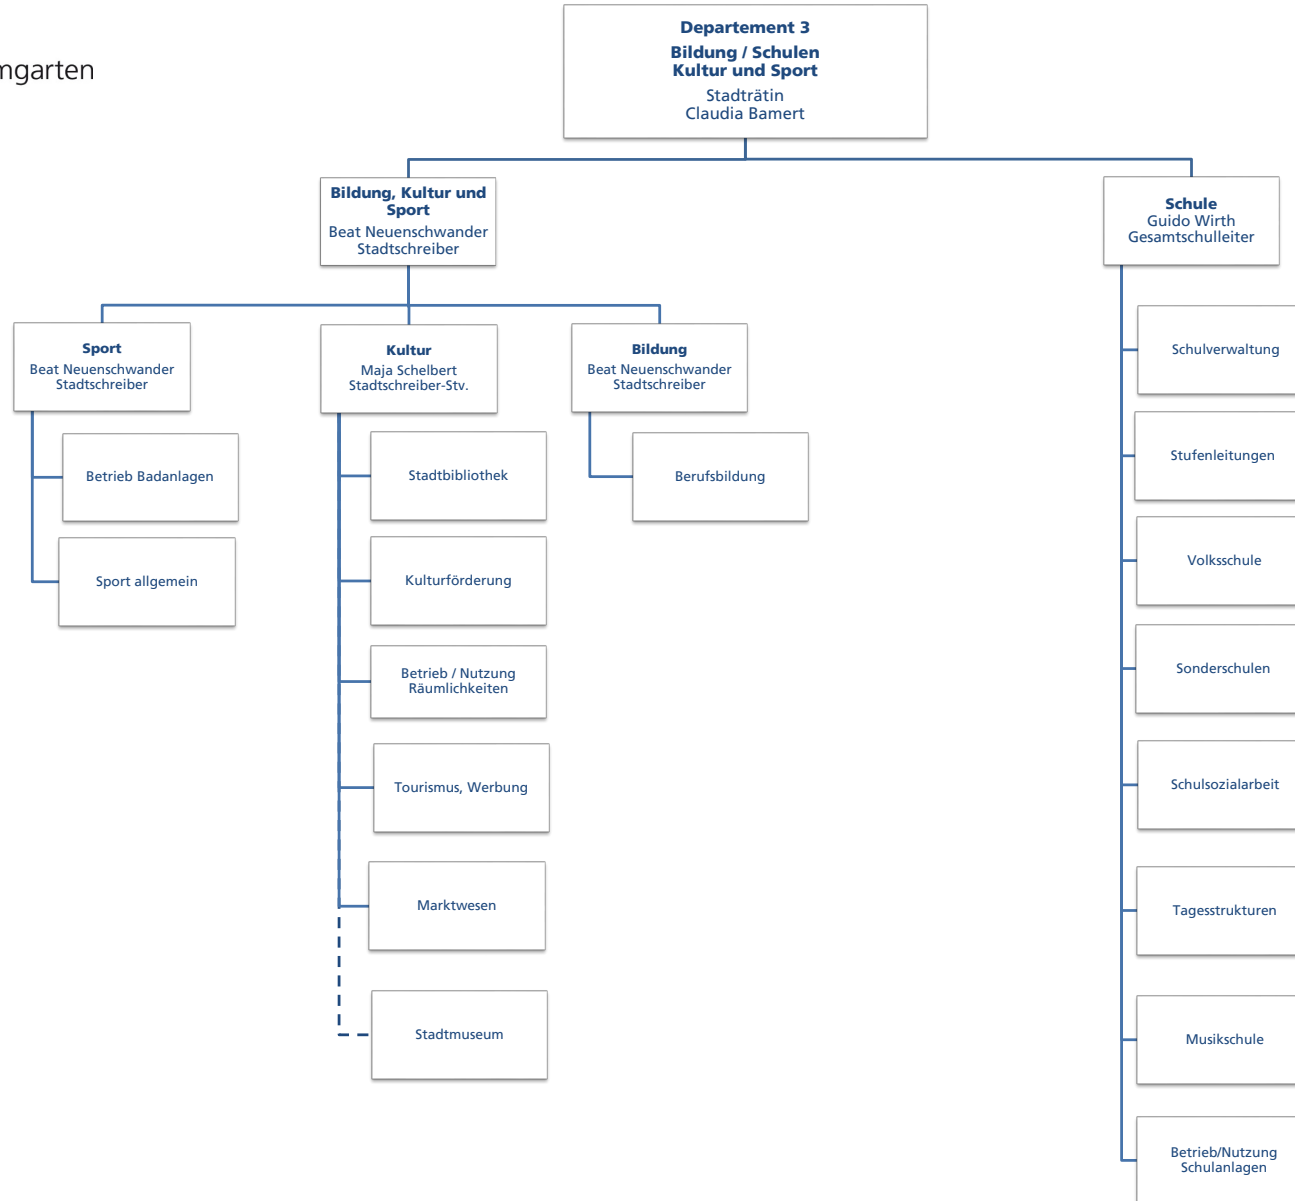 mgarten
Departement 3
Bildung / Schulen
Kultur und Sport
Stadträtin
Claudia Bamert
Bildung, Kultur und
Sport
Beat Neuenschwander
Stadtschreiber
Schule
Guido Wirth
Gesamtschulleiter
Sport
Beat Neuenschwander
Stadtschreiber
Betrieb Badanlagen
Sport allgemein
Kultur
Maja Schelbert
Stadtschreiber-Stv.
Stadtbibliothek
Kulturförderung
Betrieb / Nutzung
Räumlichkeiten
Tourismus, Werbung
Marktwesen
Stadtmuseum
Bildung
Beat Neuenschwander
Stadtschreiber
Berufsbildung
Schulverwaltung
Stufenleitungen
Volksschule
Sonderschulen
Schulsozialarbeit
Tagesstrukturen
Musikschule
Betrieb/Nutzung
Schulanlagen